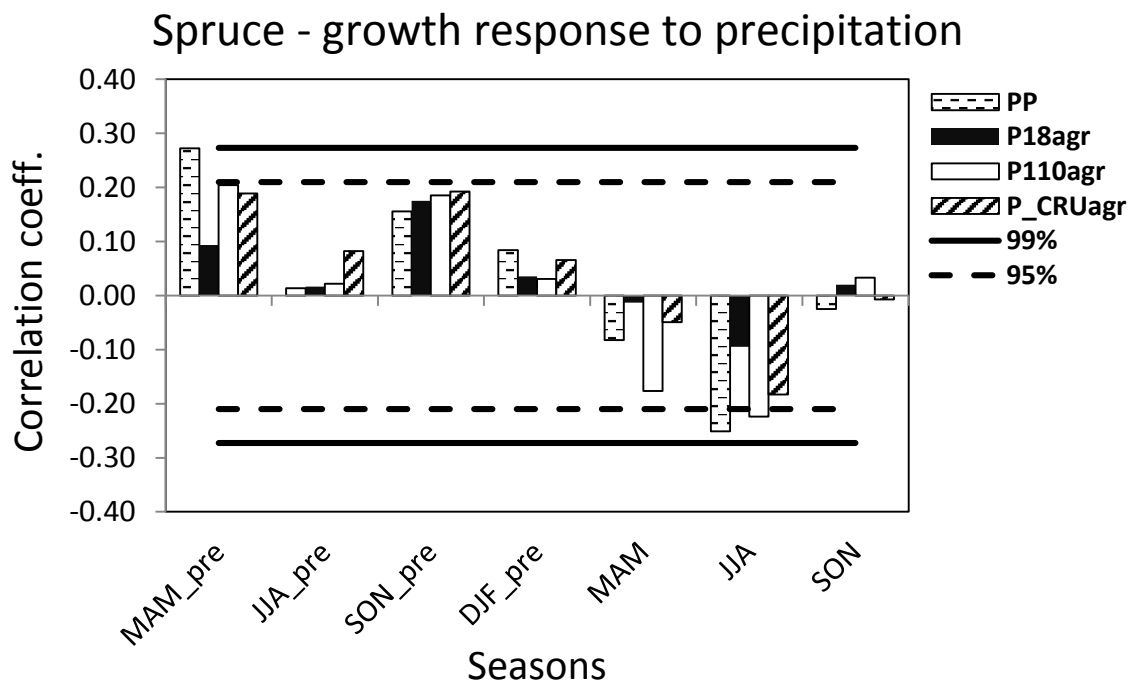 Spruce - growth response to precipitation
Correlation coeff.
0.40
0.30
0.20
0.10
0.00
-0.10
-0.20
-0.30
-0.40
PP
P18agr
P110agr
P_CRUagr
99%
95%
MAM_pre
JJA_pre
SON_pre
DJF_pre
MAM
JJA
SON
Seasons